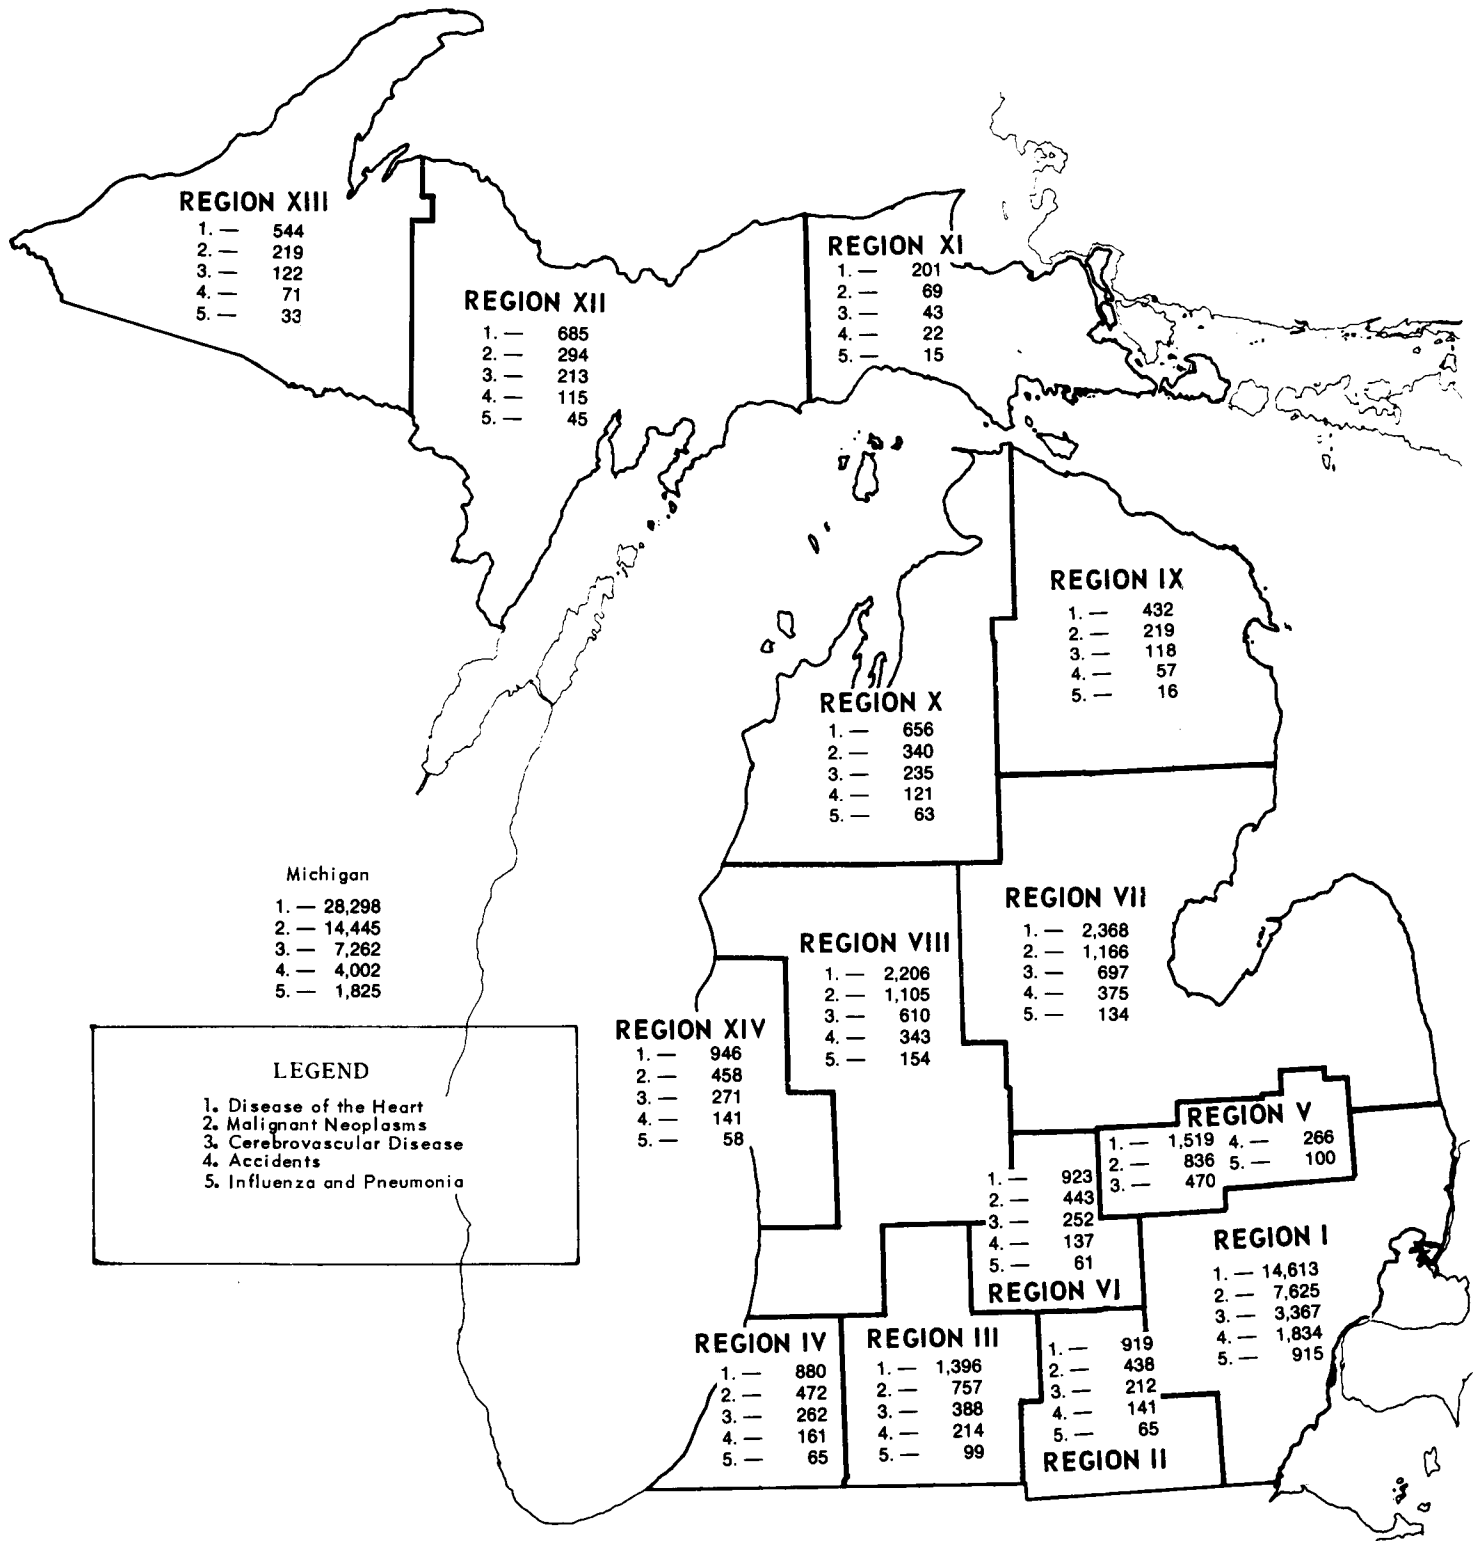 REGION XIII
1. — 544
2. — 219
3. — 122
4. — 71
5. — 33
REGION XII
1. — 685
2. — 294
3. — 213
4. — 115
5. — 45
REGION XI
1. — 201
2. — 69
3. — 43
4. — 22
5. — 15
REGION IX
1. — 432
2. — 219
3. — 118
4. — 57
5. — 16
REGION X
1. — 656
2. — 340
3. — 235
4. — 121
5. — 63
Michigan
1. — 28,298
2. — 14,445
3. — 7,262
4. — 4,002
5. — 1,825
REGION VII
1. — 2,368
2. — 1,166
3. — 697
4. — 375
5. — 134
REGION VIII
1. — 2,206
2. — 1,105
3. — 610
4. — 343
5. — 154
REGION XIV
1. — 946
2. — 458
3. — 271
4. — 141
5. — 58
LEGEND
1. Disease of the Heart
2. Malignant Neoplasms
3. Cerebrovascular Disease
4. Accidents
5. Influenza and Pneumonia
REGION V
1. — 1,519 4. — 266
2. — 836 5. — 100
3. — 470
1. — 923
2. — 443
3. — 252
4. — 137
5. — 61
REGION VI
REGION I
1. — 14,613
2. — 7,625
3. — 3,367
4. — 1,834
5. — 915
REGION IV
1. — 880
2. — 472
3. — 262
4. — 161
5. — 65
REGION III
1. — 1,396
2. — 757
3. — 388
4. — 214
5. — 99
1. — 919
2. — 438
3. — 212
4. — 141
5. — 65
REGION II